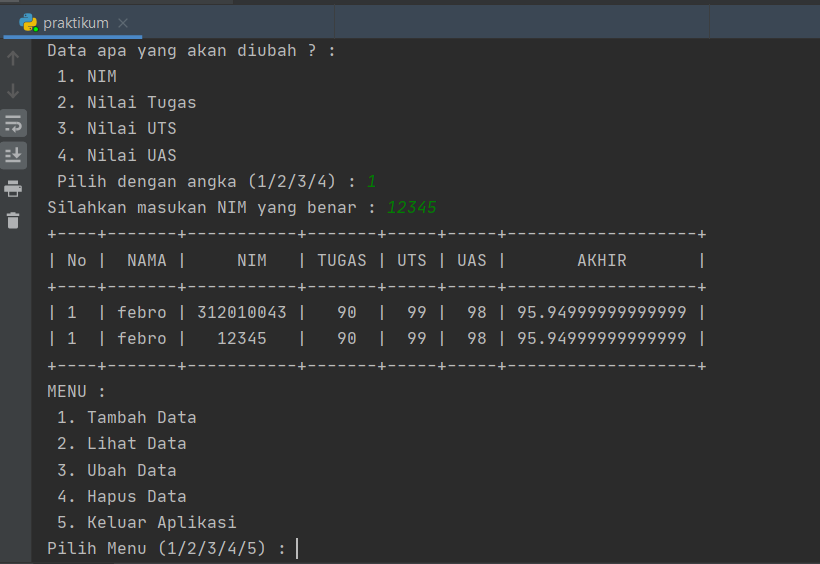 praktikum
Data apa yang akan diubah ? :
1. NIM
2. Nilai Tugas
3. Nilai UTS
4. Nilai UAS
Pilih dengan angka (1/2/3/4) : 1
Silahkan masukan NIM yang benar : 12345
+----+-------+-----------+-------+-----+-----+-------------------+
| No |  NAMA |     NIM   | TUGAS | UTS | UAS |       AKHIR       |
+----+-------+-----------+-------+-----+-----+-------------------+
| 1  | febro | 312010043 |   90  |  99 |  98 | 95.94999999999999 |
| 1  | febro |   12345   |   90  |  99 |  98 | 95.94999999999999 |
+----+-------+-----------+-------+-----+-----+-------------------+
MENU :
1. Tambah Data
2. Lihat Data
3. Ubah Data
4. Hapus Data
5. Keluar Aplikasi
Pilih Menu (1/2/3/4/5) :